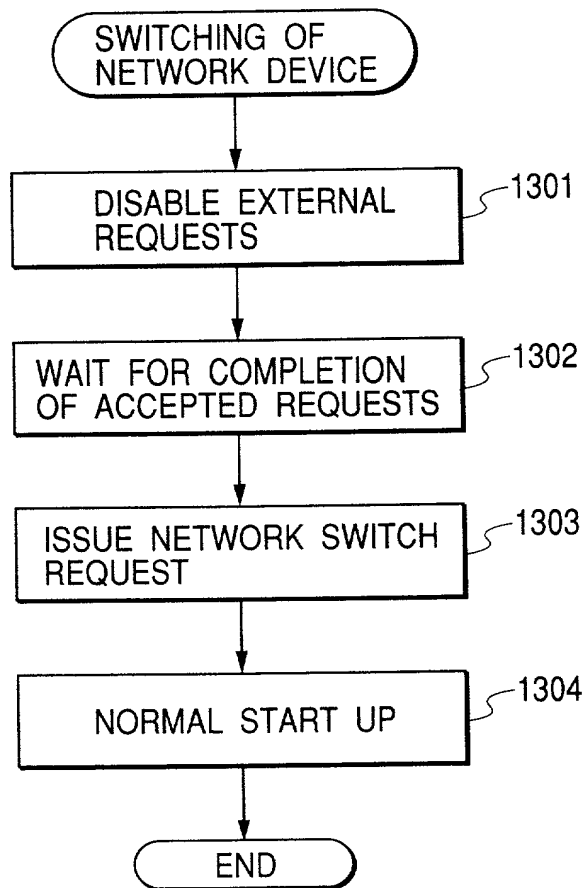 SWITCHING OF
NETWORK DEVICE
DISABLE EXTERNAL
REQUESTS
1301
WAIT FOR COMPLETION
OF ACCEPTED REQUESTS
1302
ISSUE NETWORK SWITCH
REQUEST
1303
NORMAL START UP
1304
END